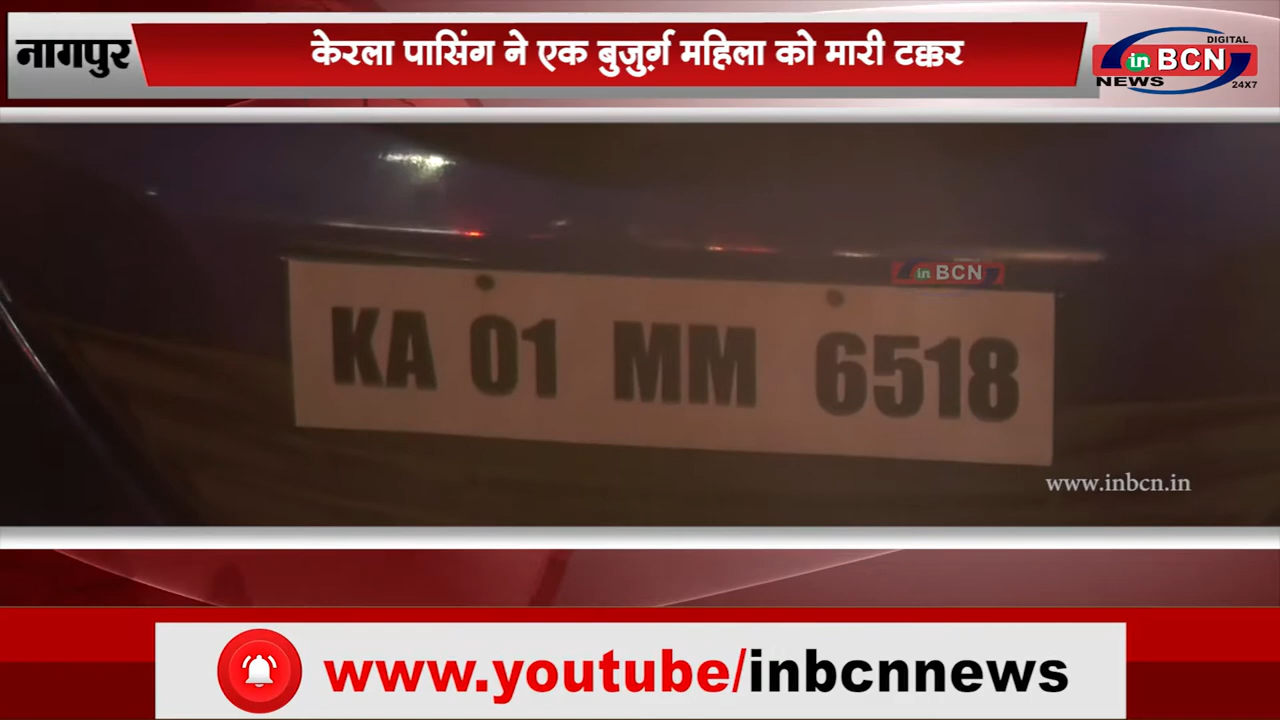 नागपुर
केरला पासिंग ने एक बुजुर्ग़ महिला को मारी टक्कर
DIGITAL
in BCN
NEWS
24X7
in BCN
KA 01 MM 6518
www.inbcn.in
www.youtube/inbcnnews